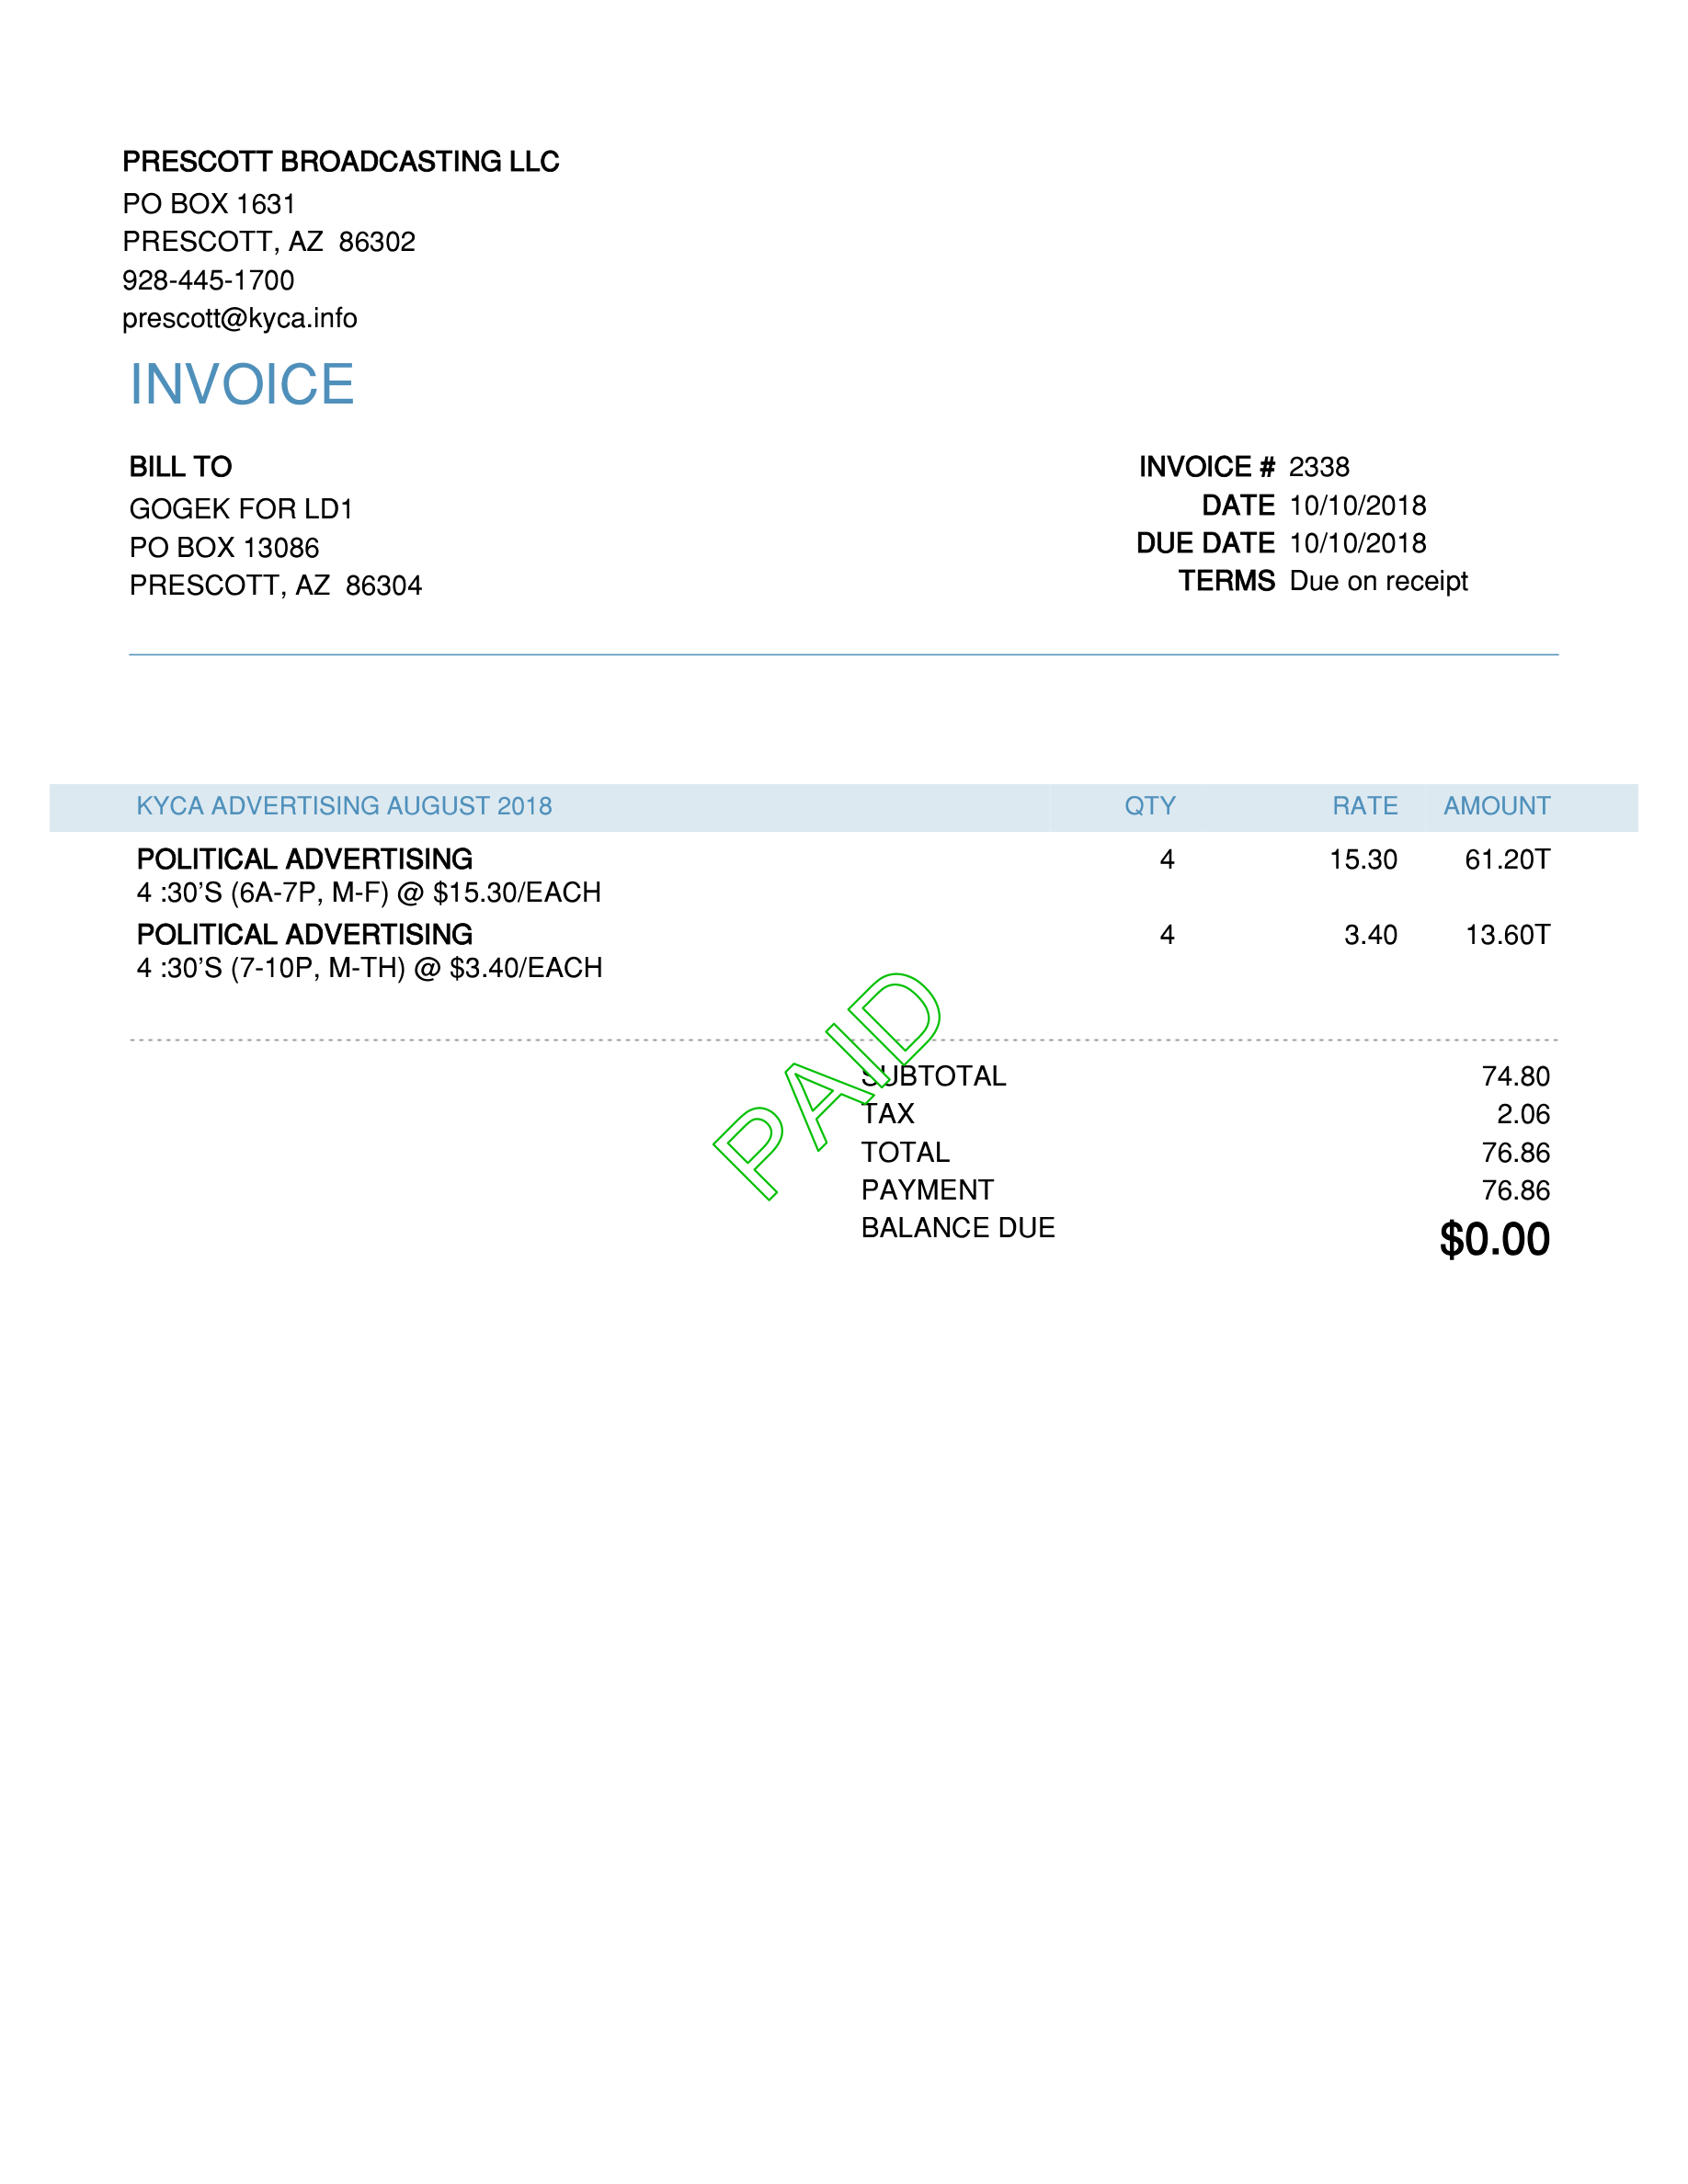 PRESCOTT BROADCASTING LLC
PO BOX 1631
PRESCOTT, AZ  86302
928-445-1700
prescott@kyca.info
INVOICE
BILL TO
GOGEK FOR LD1
PO BOX 13086
PRESCOTT, AZ  86304
INVOICE # 2338
DATE 10/10/2018
DUE DATE 10/10/2018
TERMS Due on receipt
KYCA ADVERTISING AUGUST 2018 QTY RATE AMOUNT
POLITICAL ADVERTISING 4 15.30 61.20T
4 :30’S (6A-7P, M-F) @ $15.30/EACH
POLITICAL ADVERTISING 4 3.40 13.60T
4 :30’S (7-10P, M-TH) @ $3.40/EACH
PAID
SUBTOTAL 74.80
TAX 2.06
TOTAL 76.86
PAYMENT 76.86
BALANCE DUE $0.00